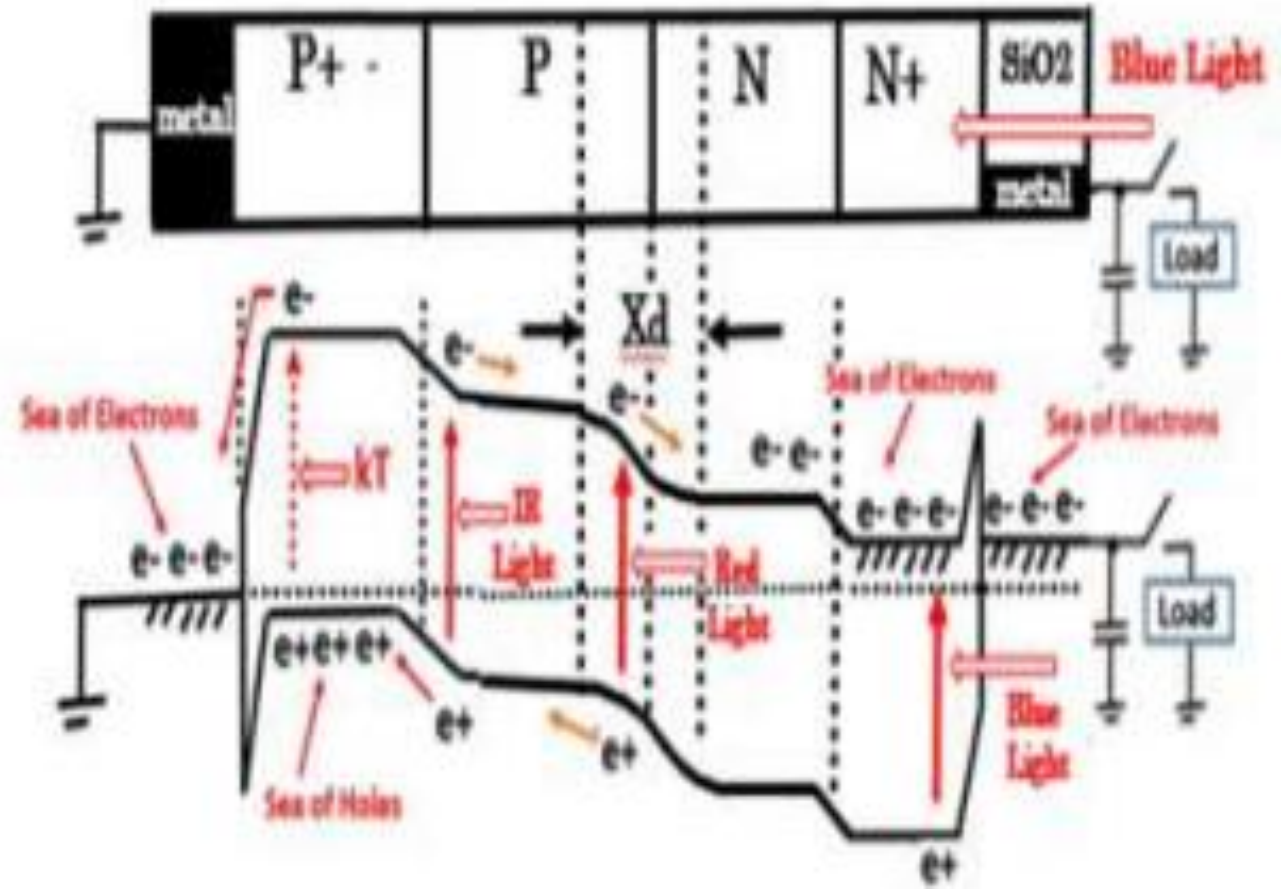 metal
P+ -
P
N
N+
SiO2
metal
Blue Light
Load
e-
Xd
e-
e-
Sea of Electrons
Sea of Electrons
Sea of Electrons
kT
IR
Light
Red
Light
e- e-
e- e- e-
e- e- e-
e- e- e-
e+e+ e+
e+
e+
Sea of Holes
Blue
Light
Load
e+